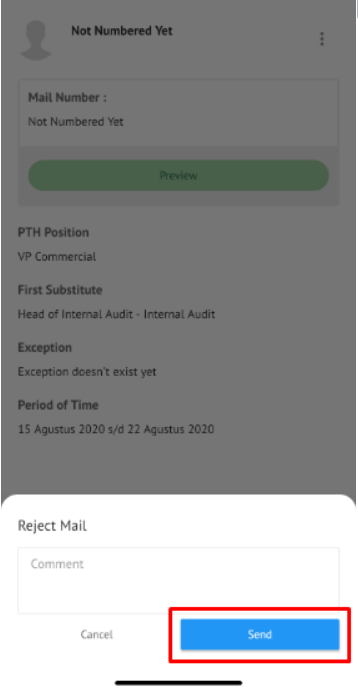 Not Numbered Yet
Mail Number :
Not Numbered Yet
Preview
PTH Position
VP Commercial
First Substitute
Head of Internal Audit - Internal Audit
Exception
Exception doesn't exist yet
Period of Time
15 Agustus 2020 s/d 22 Agustus 2020
Reject Mail
Comment
Cancel
Send